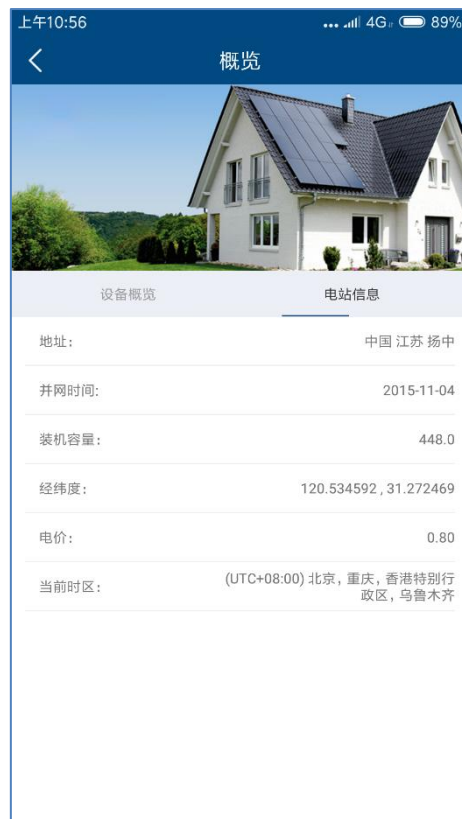 上午10:56 ... 4G 89%
概览
设备概览 电站信息
地址: 中国 江苏 扬中
并网时间: 2015-11-04
装机容量: 448.0
经纬度: 120.534592 , 31.272469
电价: 0.80
当前时区: (UTC+08:00) 北京，重庆，香港特别行
政区，乌鲁木齐